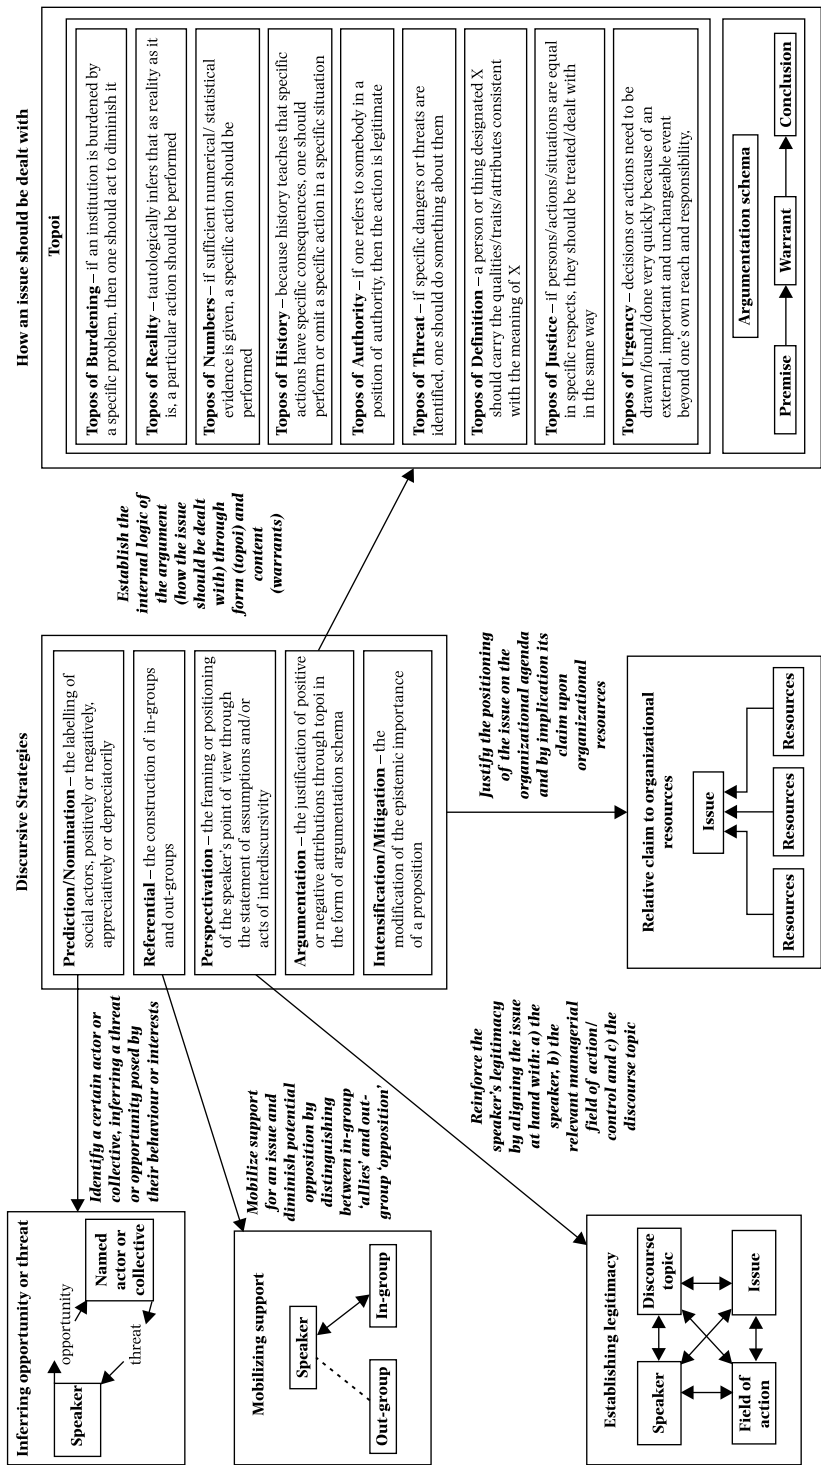 Inferring opportunity or threat
Speaker
opportunity
threat
Named
actor or
collective
Identify a certain actor or
collective, inferring a threat
or opportunity posed by
their behaviour or interests
Mobilizing support
Speaker
Out-group
In-group
Mobilize support
for an issue and
diminish potential
opposition by
distinguishing
between in-group
‘allies’ and out-
group ‘opposition’
Establishing legitimacy
Speaker
Discourse
topic
Field of
action
Issue
Reinforce the
speaker’s legitimacy
by aligning the issue
at hand with: a) the
speaker, b) the
relevant managerial
field of action/
control and c) the
discourse topic
Discursive Strategies
Prediction/Nomination – the labelling of
social actors, positively or negatively,
appreciatively or depreciatorily
Referential – the construction of in-groups
and out-groups
Perspectivation – the framing or positioning
of the speaker’s point of view through
the statement of assumptions and/or
acts of interdiscursivity
Argumentation – the justification of positive
or negative attributions through topoi in
the form of argumentation schema
Intensification/Mitigation – the
modification of the epistemic importance
of a proposition
Justify the positioning
of the issue on the
organizational agenda
and by implication its
claim upon
organizational
resources
Relative claim to organizational
resources
Issue
Resources
Resources
Resources
Establish the
internal logic of
the argument
(how the issue
should be dealt
with) through
form (topoi) and
content
(warrants)
How an issue should be dealt with
Topoi
Topos of Burdening – if an institution is burdened by
a specific problem, then one should act to diminish it
Topos of Reality – tautologically infers that as reality as it
is, a particular action should be performed
Topos of Numbers – if sufficient numerical/ statistical
evidence is given, a specific action should be
performed
Topos of History – because history teaches that specific
actions have specific consequences, one should
perform or omit a specific action in a specific situation
Topos of Authority – if one refers to somebody in a
position of authority, then the action is legitimate
Topos of Threat – if specific dangers or threats are
identified, one should do something about them
Topos of Definition – a person or thing designated X
should carry the qualities/traits/attributes consistent
with the meaning of X
Topos of Justice – if persons/actions/situations are equal
in specific respects, they should be treated/dealt with
in the same way
Topos of Urgency – decisions or actions need to be
drawn/found/done very quickly because of an
external, important and unchangeable event
beyond one’s own reach and responsibility,
Argumentation schema
Premise
Warrant
Conclusion